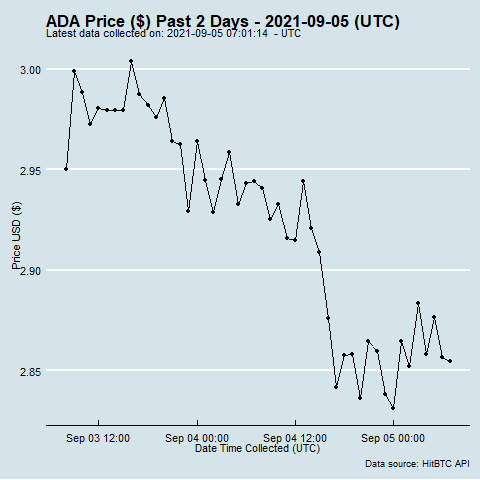 ADA Price ($) Past 2 Days - 2021-09-05 (UTC)
Latest data collected on: 2021-09-05 07:01:14 - UTC
3.00
2.95
2.90
2.85
Price USD ($)
Sep 03 12:00
Sep 04 00:00
Sep 04 12:00
Sep 05 00:00
Date Time Collected (UTC)
Data source: HitBTC API